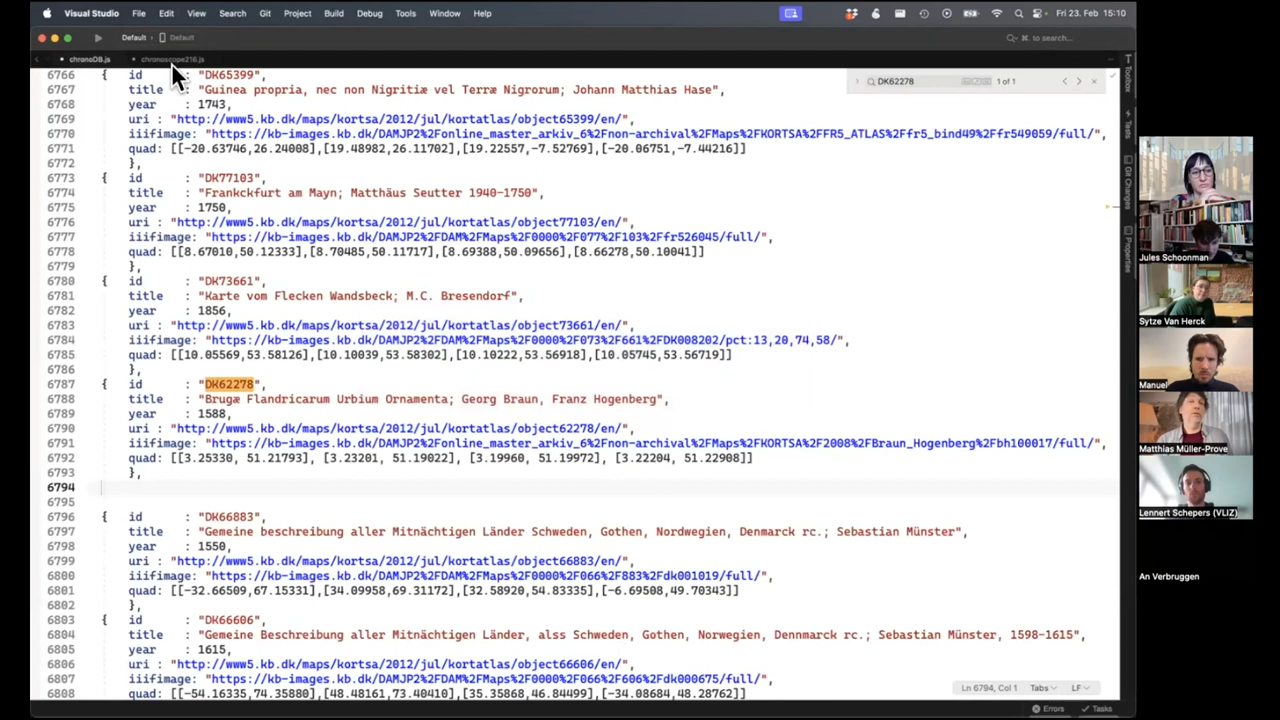 Visual Studio File Edit View Search Git Project Build Debug Tools Window Help Fri 23. Feb 15:10
Default › Default ⌘. to search...
chronoDB.js chronoscope216.js
DK62278 1 of 1
6766 { id : "DK65399",
6767 title : "Guinea propria, nec non Nigritiæ vel Terræ Nigrorum; Johann Matthias Hase",
6768 year : 1743,
6769 uri : "http://www5.kb.dk/maps/kortsa/2012/jul/kortatlas/object65399/en/",
6770 iiifimage: "https://kb-images.kb.dk/DAMJP2%2Fonline_master_arkiv_6%2Fnon-archival%2FMaps%2FKORTSA%2FFR5_ATLAS%2Ffr5_bind49%2Ffr549059/full/",
6771 quad: [[-20.63746,26.24008],[19.48982,26.11702],[19.22557,-7.52769],[-20.06751,-7.44216]]
6772 },
6773 { id : "DK77103",
6774 title : "Franckfurt am Mayn; Matthäus Seutter 1940-1750",
6775 year : 1750,
6776 uri : "http://www5.kb.dk/maps/kortsa/2012/jul/kortatlas/object77103/en/",
6777 iiifimage: "https://kb-images.kb.dk/DAMJP2%2FDAM%2FMaps%2F0000%2F077%2F103%2Ffr526045/full/",
6778 quad: [[8.67010,50.12333],[8.70485,50.11717],[8.69388,50.09656],[8.66278,50.10041]]
6779 },
6780 { id : "DK73661",
6781 title : "Karte vom Flecken Wandsbeck; M.C. Bresendorf",
6782 year : 1856,
6783 uri : "http://www5.kb.dk/maps/kortsa/2012/jul/kortatlas/object73661/en/",
6784 iiifimage: "https://kb-images.kb.dk/DAMJP2%2FDAM%2FMaps%2F0000%2F073%2F661%2FDK008202/pct:13,20,74,58/",
6785 quad: [[10.05569,53.58126],[10.10039,53.58302],[10.10222,53.56918],[10.05745,53.56719]]
6786 },
6787 { id : "DK62278",
6788 title : "Brugæ Flandricarum Urbium Ornamenta; Georg Braun, Franz Hogenberg",
6789 year : 1588,
6790 uri : "http://www5.kb.dk/maps/kortsa/2012/jul/kortatlas/object62278/en/",
6791 iiifimage: "https://kb-images.kb.dk/DAMJP2%2Fonline_master_arkiv_6%2Fnon-archival%2FMaps%2FKORTSA%2F2008%2FBraun_Hogenberg%2Fbh100017/full/",
6792 quad: [[3.25330, 51.21793], [3.23201, 51.19022], [3.19960, 51.19972], [3.22204, 51.22908]]
6793 },
6794
6795
6796 { id : "DK66883",
6797 title : "Gemeine beschreibung aller Mitnächtigen Länder Schweden, Gothen, Nordwegien, Denmarck rc.; Sebastian Münster",
6798 year : 1550,
6799 uri : "http://www5.kb.dk/maps/kortsa/2012/jul/kortatlas/object66883/en/",
6800 iiifimage: "https://kb-images.kb.dk/DAMJP2%2FDAM%2FMaps%2F0000%2F066%2F883%2Fdk001019/full/",
6801 quad: [[-32.66509,67.15331],[34.09958,69.31172],[32.58920,54.83335],[-6.69508,49.70343]]
6802 },
6803 { id : "DK66606",
6804 title : "Gemeine Beschreibung aller Mitnächtigen Länder, alss Schweden, Gothen, Norwegien, Dennmarck rc.; Sebastian Münster, 1598-1615",
6805 year : 1615,
6806 uri : "http://www5.kb.dk/maps/kortsa/2012/jul/kortatlas/object66606/en/",
6807 iiifimage: "https://kb-images.kb.dk/DAMJP2%2FDAM%2FMaps%2F0000%2F066%2F606%2Fdk000675/full/",
6808 quad: [[-54.16335,74.35880],[48.48161,73.40410],[35.35868,46.84499],[-34.08684,48.28762]]
Ln 6794, Col 1 Tabs LF
Errors Tasks
Toolbox
Tests
Git Changes
Properties
Jules Schoonman
Sytze Van Herck
Manuel
Matthias Müller-Prove
Lennert Schepers (VLIZ)
An Verbruggen